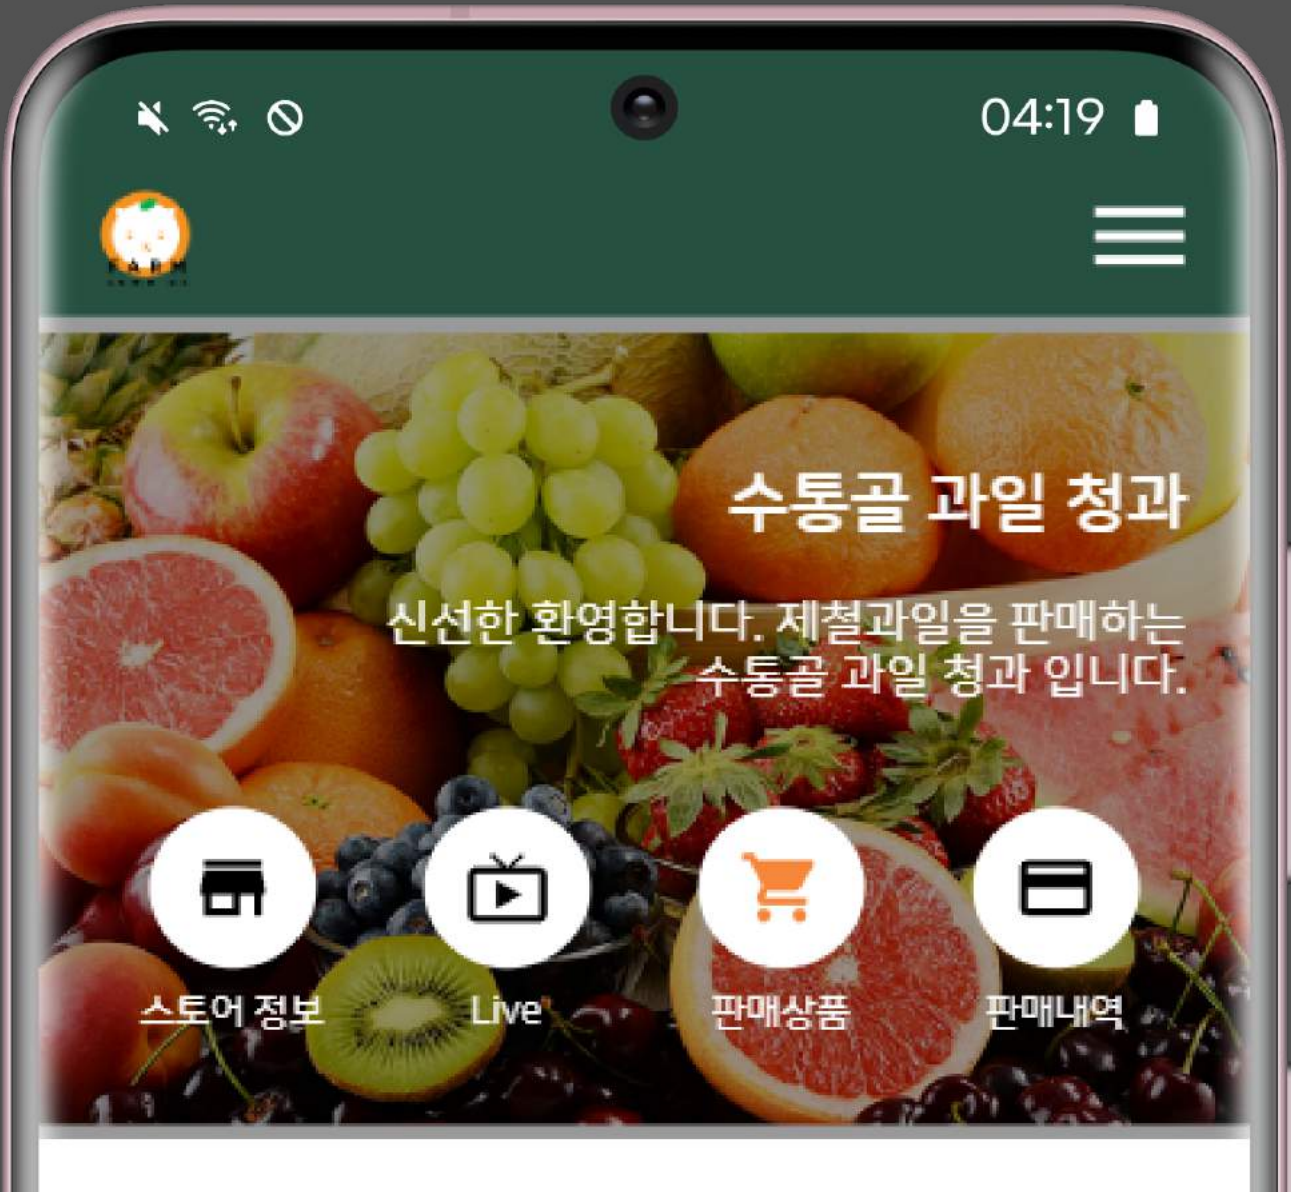 04:19
FARM
수통골 과일 청과
신선한 환영합니다. 제철과일을 판매하는
수통골 과일 청과 입니다.
스토어 정보
Live
판매상품
판매내역